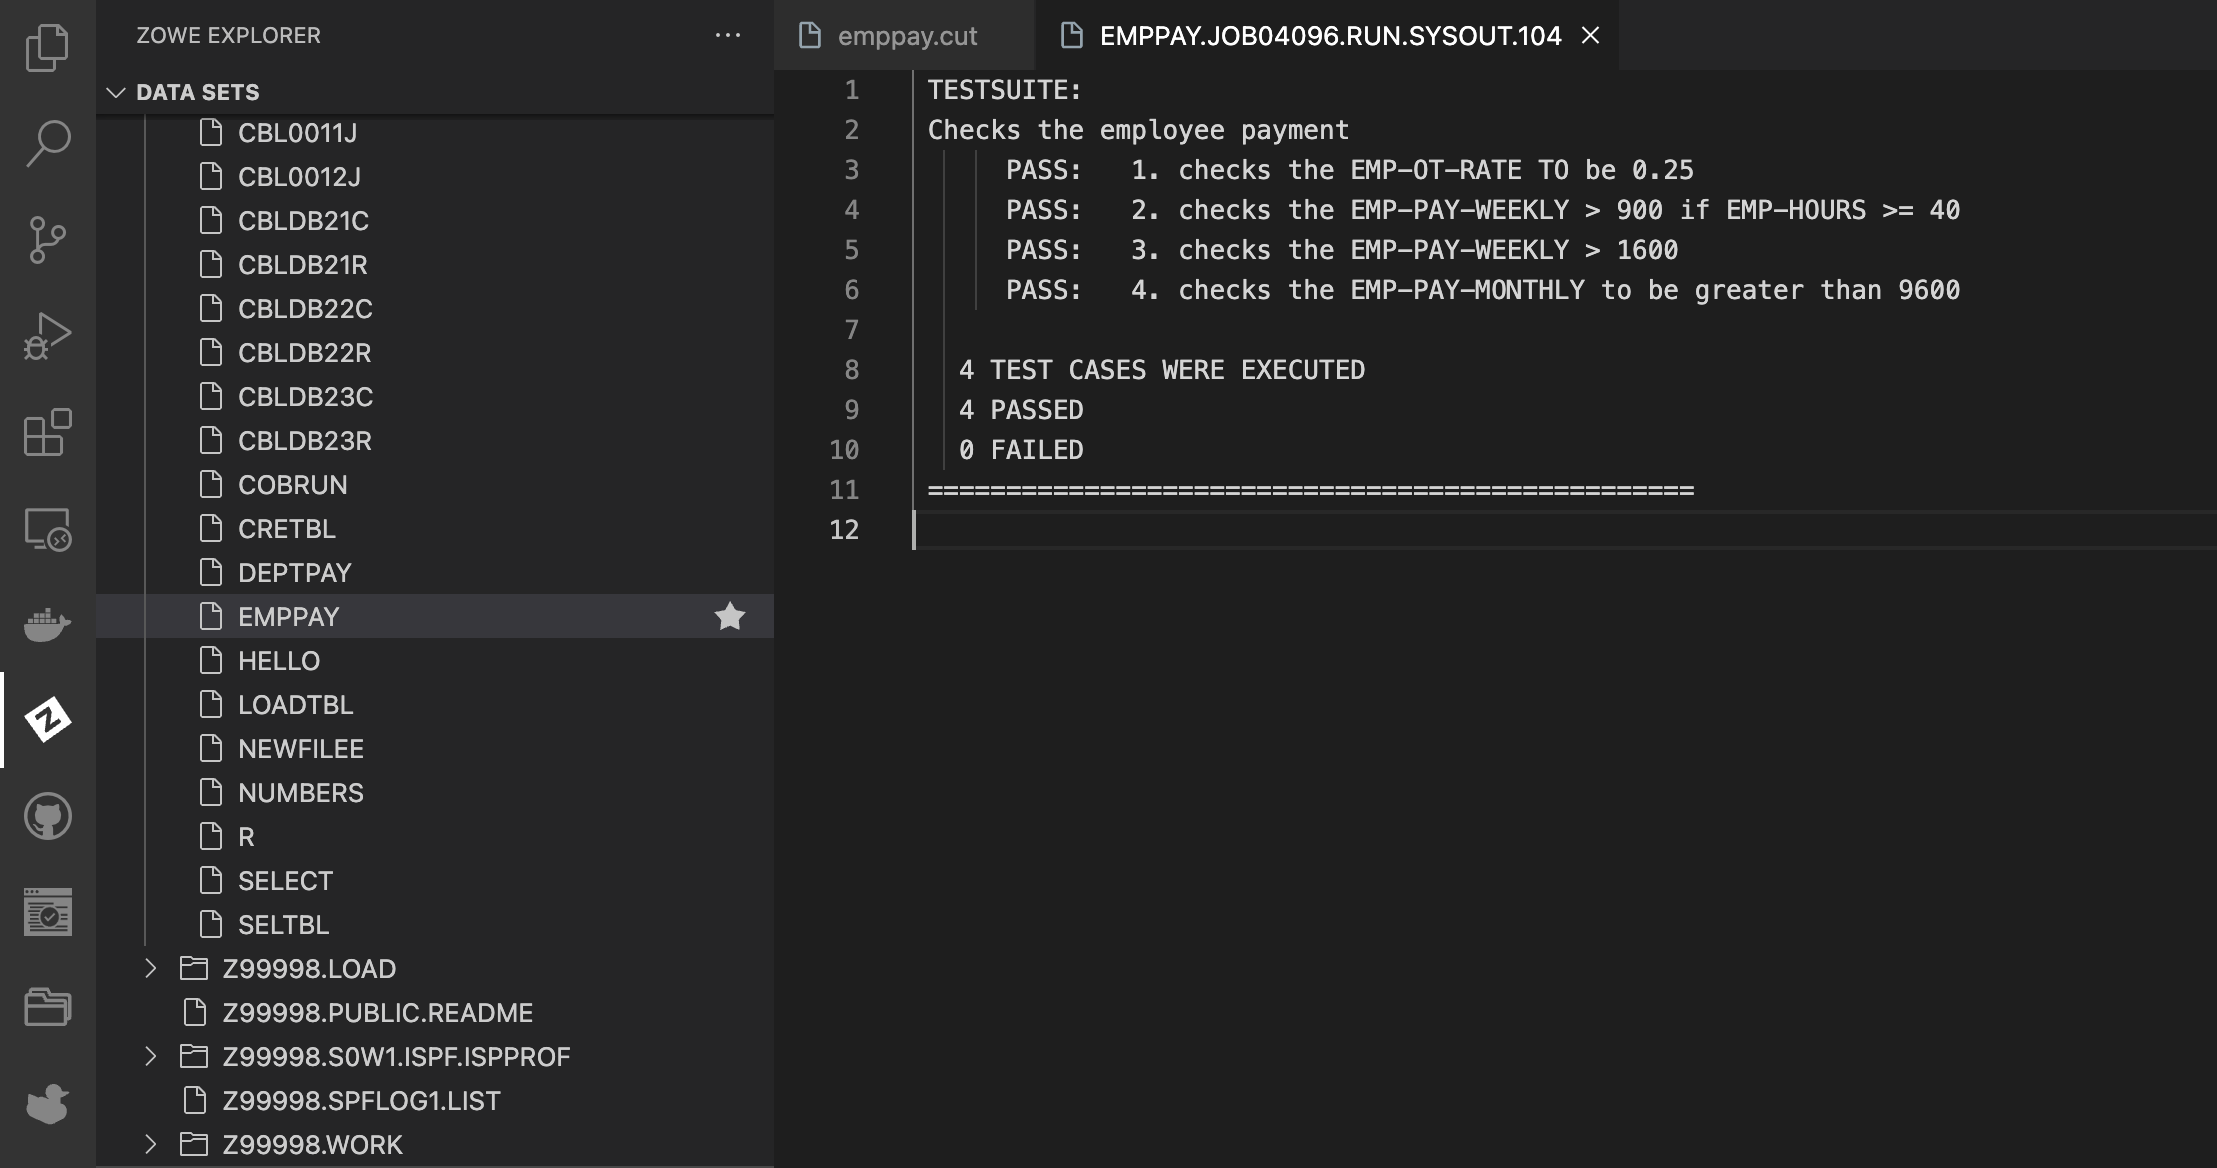 ZOWE EXPLORER
DATA SETS
CBL0011J
CBL0012J
CBLDB21C
CBLDB21R
CBLDB22C
CBLDB22R
CBLDB23C
CBLDB23R
COBRUN
CRETBL
DEPTPAY
EMPPAY
HELLO
LOADTBL
NEWFILEE
NUMBERS
R
SELECT
SELTBL
Z99998.LOAD
Z99998.PUBLIC.README
Z99998.S0W1.ISPF.ISPPROF
Z99998.SPFLOG1.LIST
Z99998.WORK
emppay.cut
EMPPAY.JOB04096.RUN.SYSOUT.104
1 TESTSUITE:
2 Checks the employee payment
3 PASS: 1. checks the EMP-OT-RATE TO be 0.25
4 PASS: 2. checks the EMP-PAY-WEEKLY > 900 if EMP-HOURS >= 40
5 PASS: 3. checks the EMP-PAY-WEEKLY > 1600
6 PASS: 4. checks the EMP-PAY-MONTHLY to be greater than 9600
7
8 4 TEST CASES WERE EXECUTED
9 4 PASSED
10 0 FAILED
11 =================================================
12